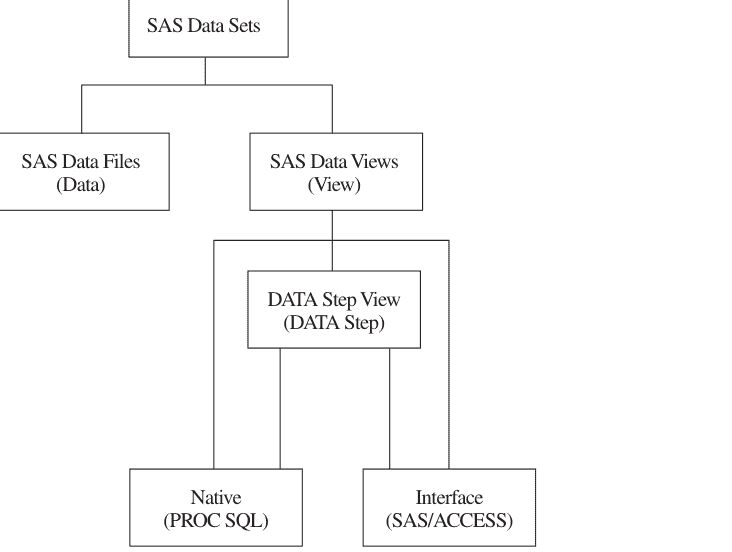 SAS Data Sets
SAS Data Files
(Data)
SAS Data Views
(View)
DATA Step View
(DATA Step)
Native
(PROC SQL)
Interface
(SAS/ACCESS)